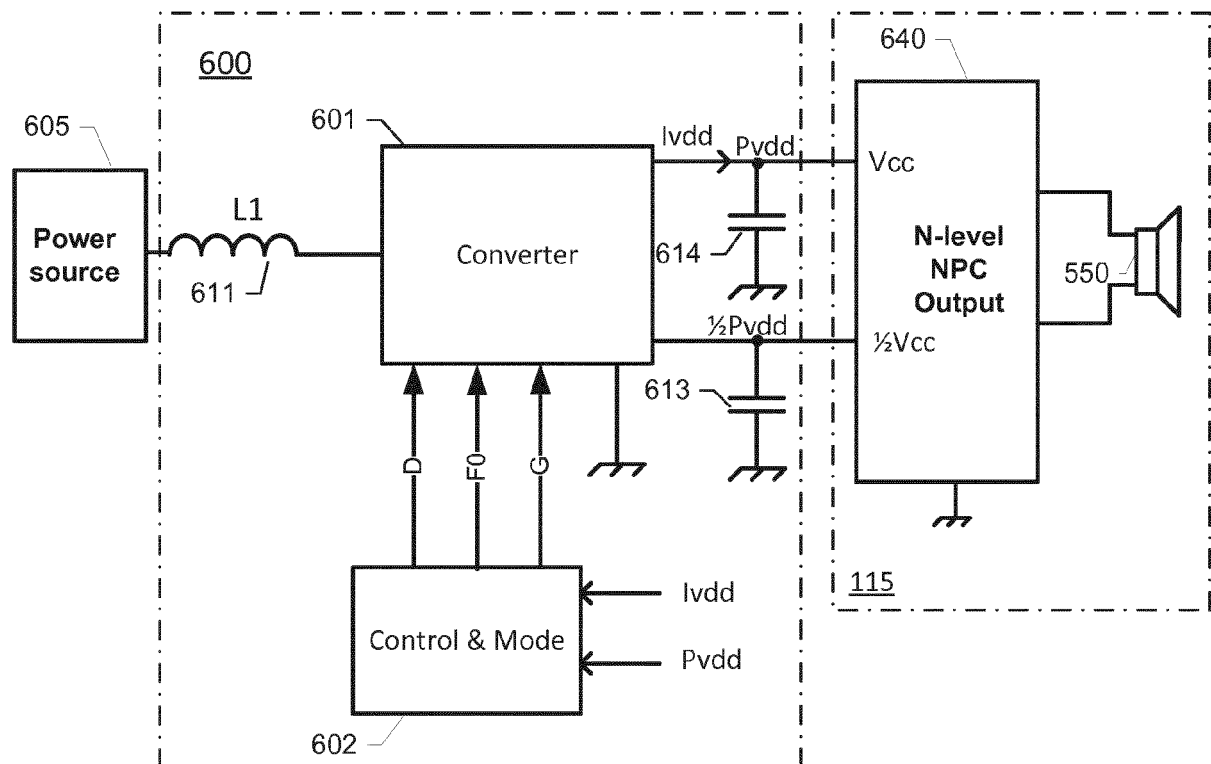 600
640
605
601
Ivdd
Pvdd
Vcc
L1
Power
source
611
Converter
614
N-level
NPC
Output
550
½Pvdd
½Vcc
613
D
F0
G
115
Ivdd
Control & Mode
Pvdd
602